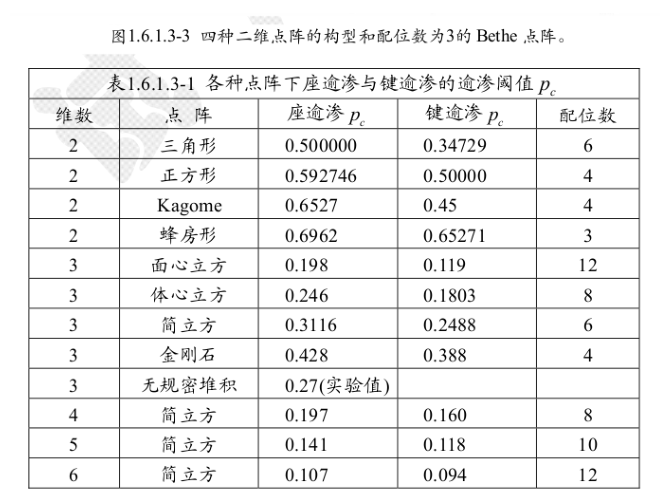 图1.6.1.3-3 四种二维点阵的构型和配位数为3的 Bethe 点阵。
表1.6.1.3-1 各种点阵下座逾渗与键逾渗的逾渗阈值 p_c
维数 点 阵 座逾渗 p_c 键逾渗 p_c 配位数
2 三角形 0.500000 0.34729 6
2 正方形 0.592746 0.50000 4
2 Kagome 0.6527 0.45 4
2 蜂房形 0.6962 0.65271 3
3 面心立方 0.198 0.119 12
3 体心立方 0.246 0.1803 8
3 简立方 0.3116 0.2488 6
3 金刚石 0.428 0.388 4
3 无规密堆积 0.27(实验值)
4 简立方 0.197 0.160 8
5 简立方 0.141 0.118 10
6 简立方 0.107 0.094 12